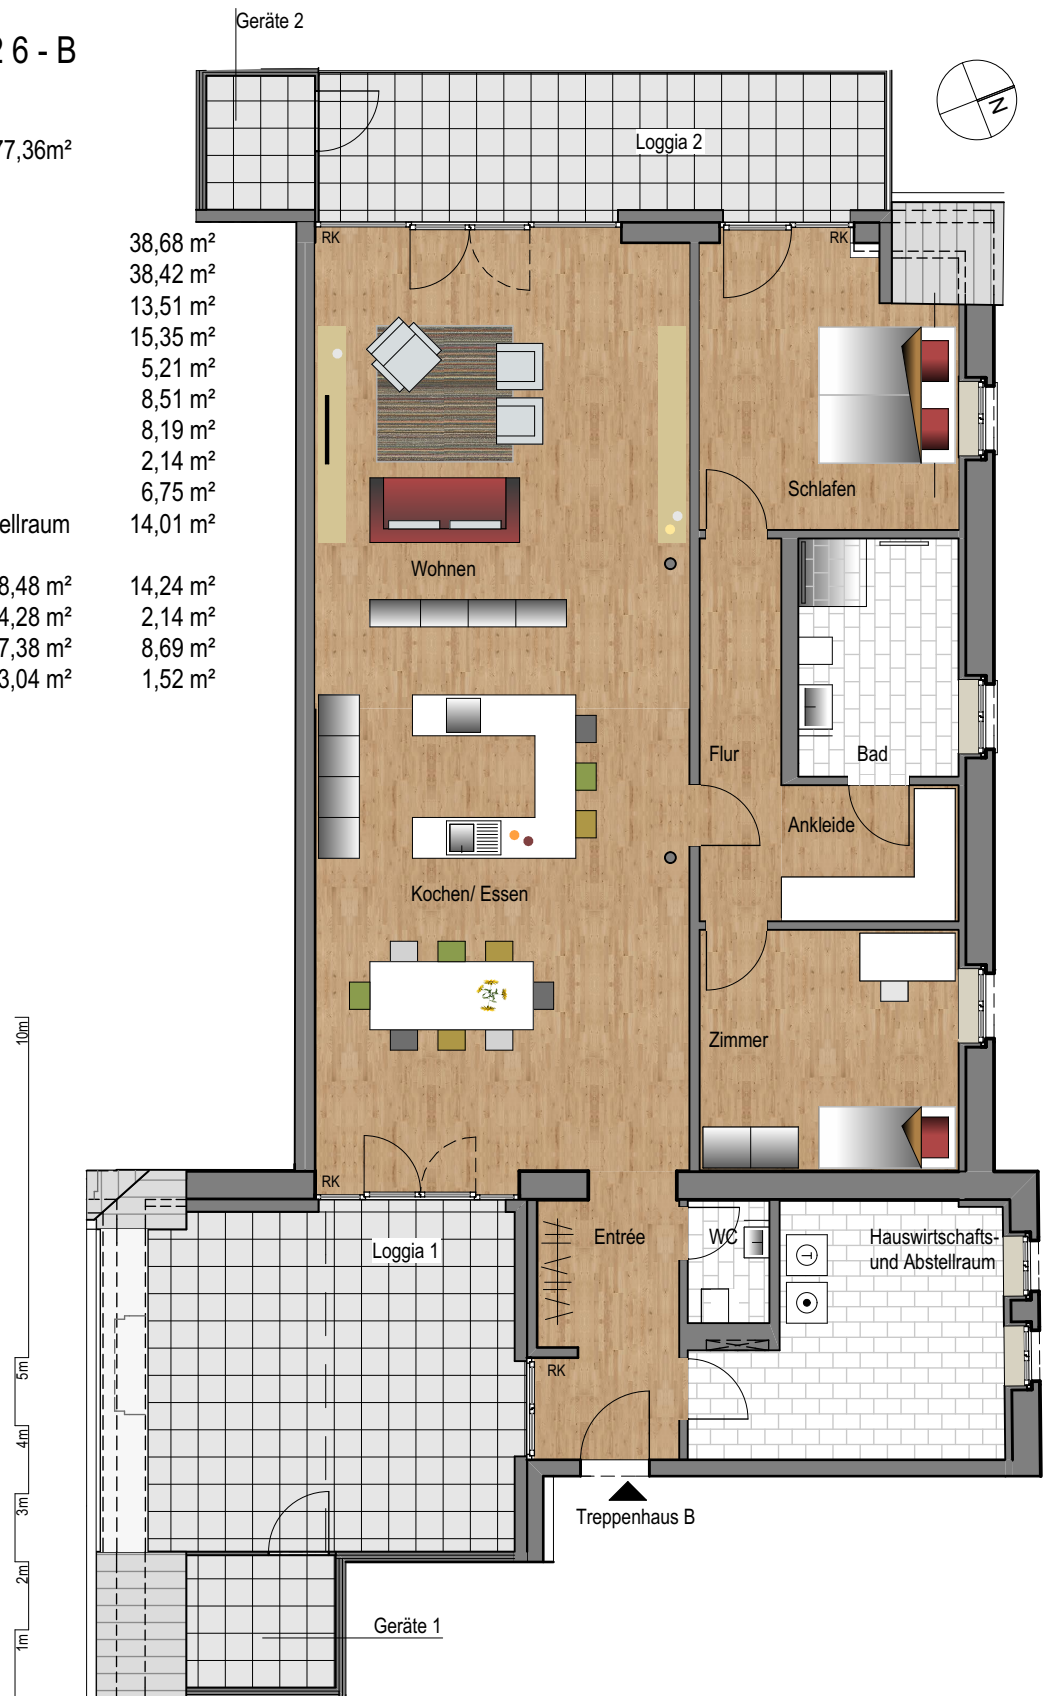 Geräte 2
26-B
77,36m²
Loggia 2
N
38,68 m²
38,42 m²
13,51 m²
15,35 m²
5,21 m²
8,51 m²
8,19 m²
2,14 m²
6,75 m²
ellraum 14,01 m²
8,48 m² 14,24 m²
4,28 m² 2,14 m²
7,38 m² 8,69 m²
3,04 m² 1,52 m²
RK
RK
Schlafen
Wohnen
Flur
Bad
Ankleide
Kochen/ Essen
Zimmer
10m
5m
4m
3m
2m
1m
RK
Loggia 1
Entrée
WC
Hauswirtschafts-
und Abstellraum
T
RK
Treppenhaus B
Geräte 1